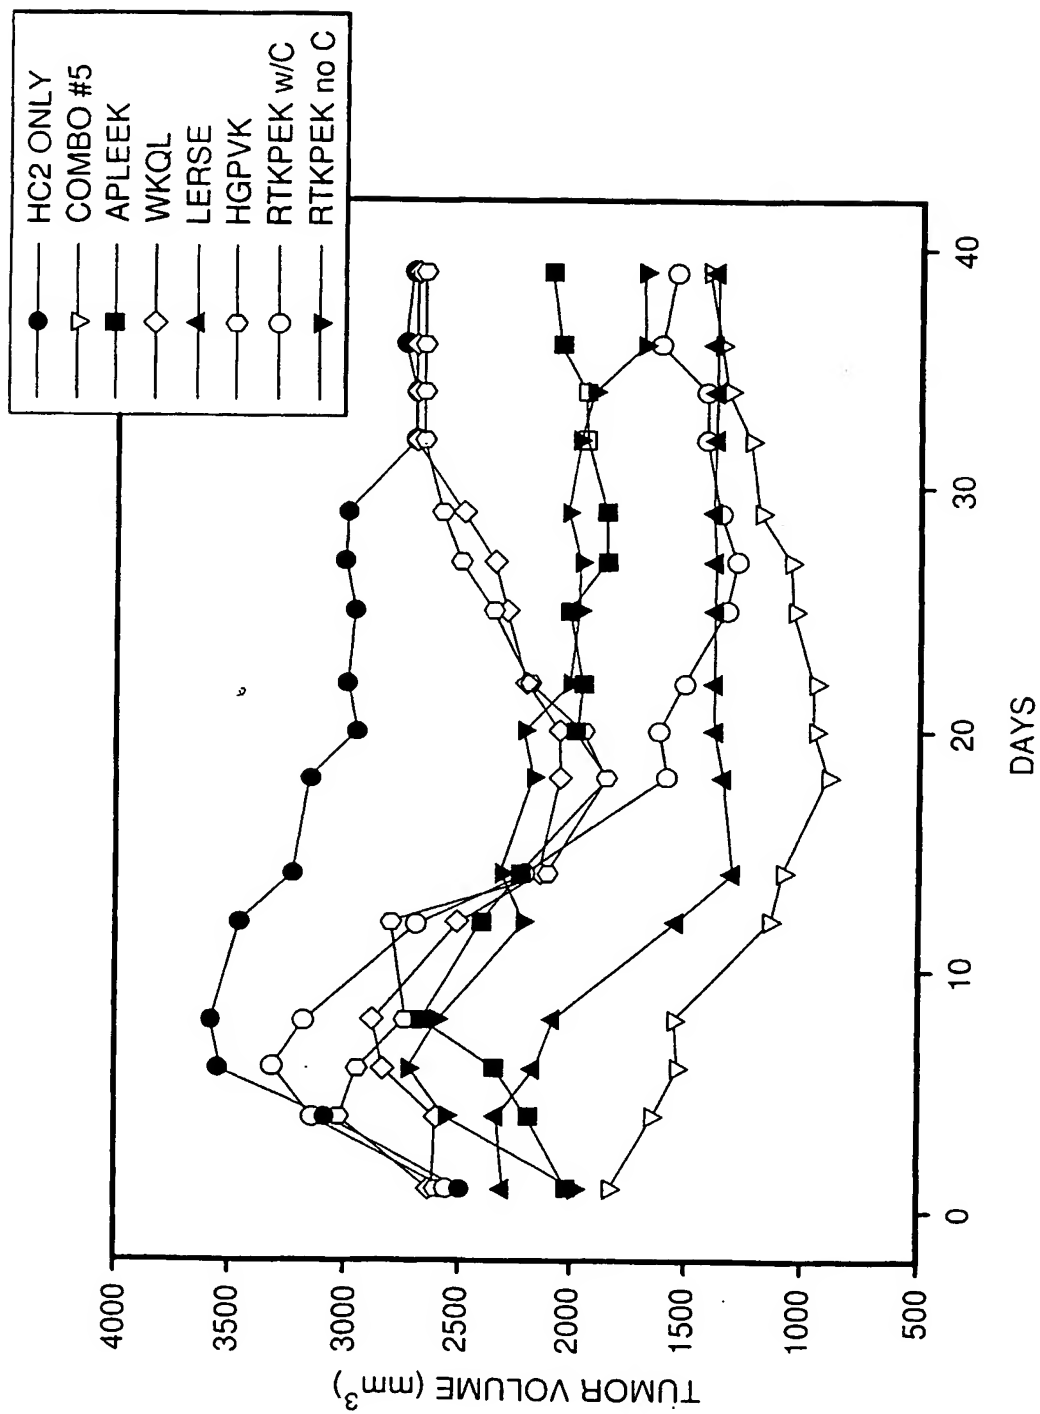 HC2 ONLY
COMBO #5
APLEEK
WKQL
LERSE
HGPVK
RTKPEK w/C
RTKPEK no C
TUMOR VOLUME (mm³)
4000
3500
3000
2500
2000
1500
1000
500
0
10
20
30
40
DAYS